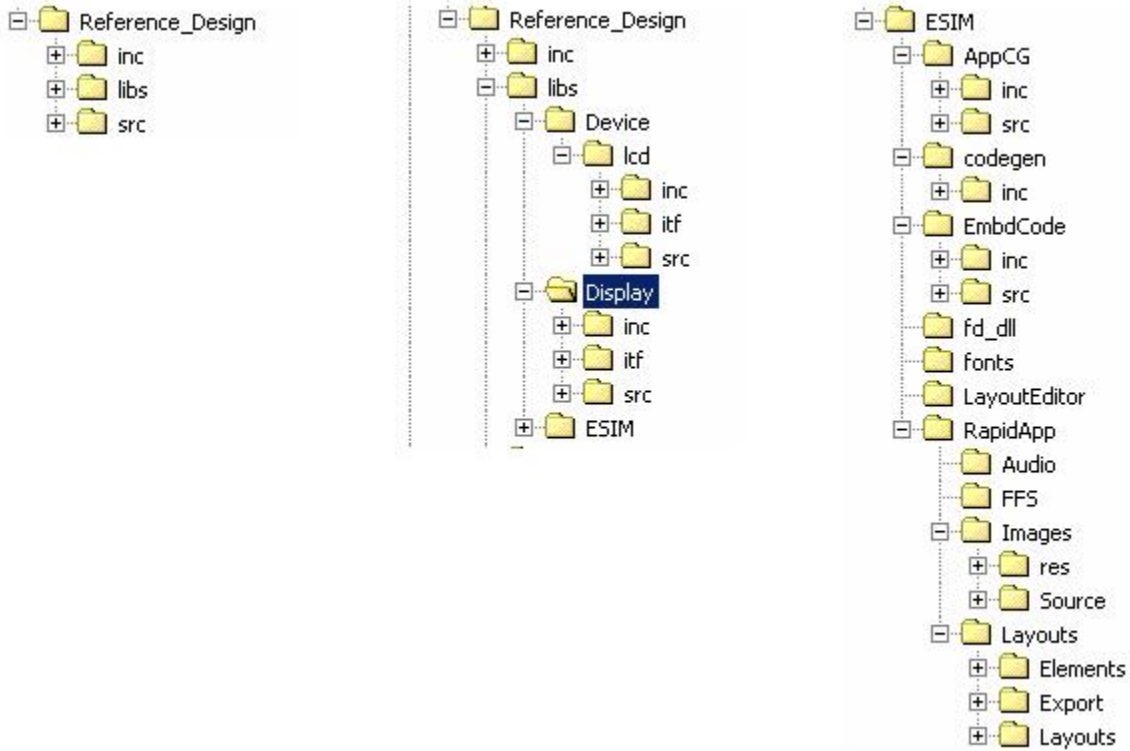 Reference_Design
inc
libs
src
Reference_Design
inc
libs
Device
lcd
inc
itf
src
Display
inc
itf
src
ESIM
ESIM
AppCG
inc
src
codegen
inc
EmbdCode
inc
src
fd_dll
fonts
LayoutEditor
RapidApp
Audio
FFS
Images
res
Source
Layouts
Elements
Export
Layouts